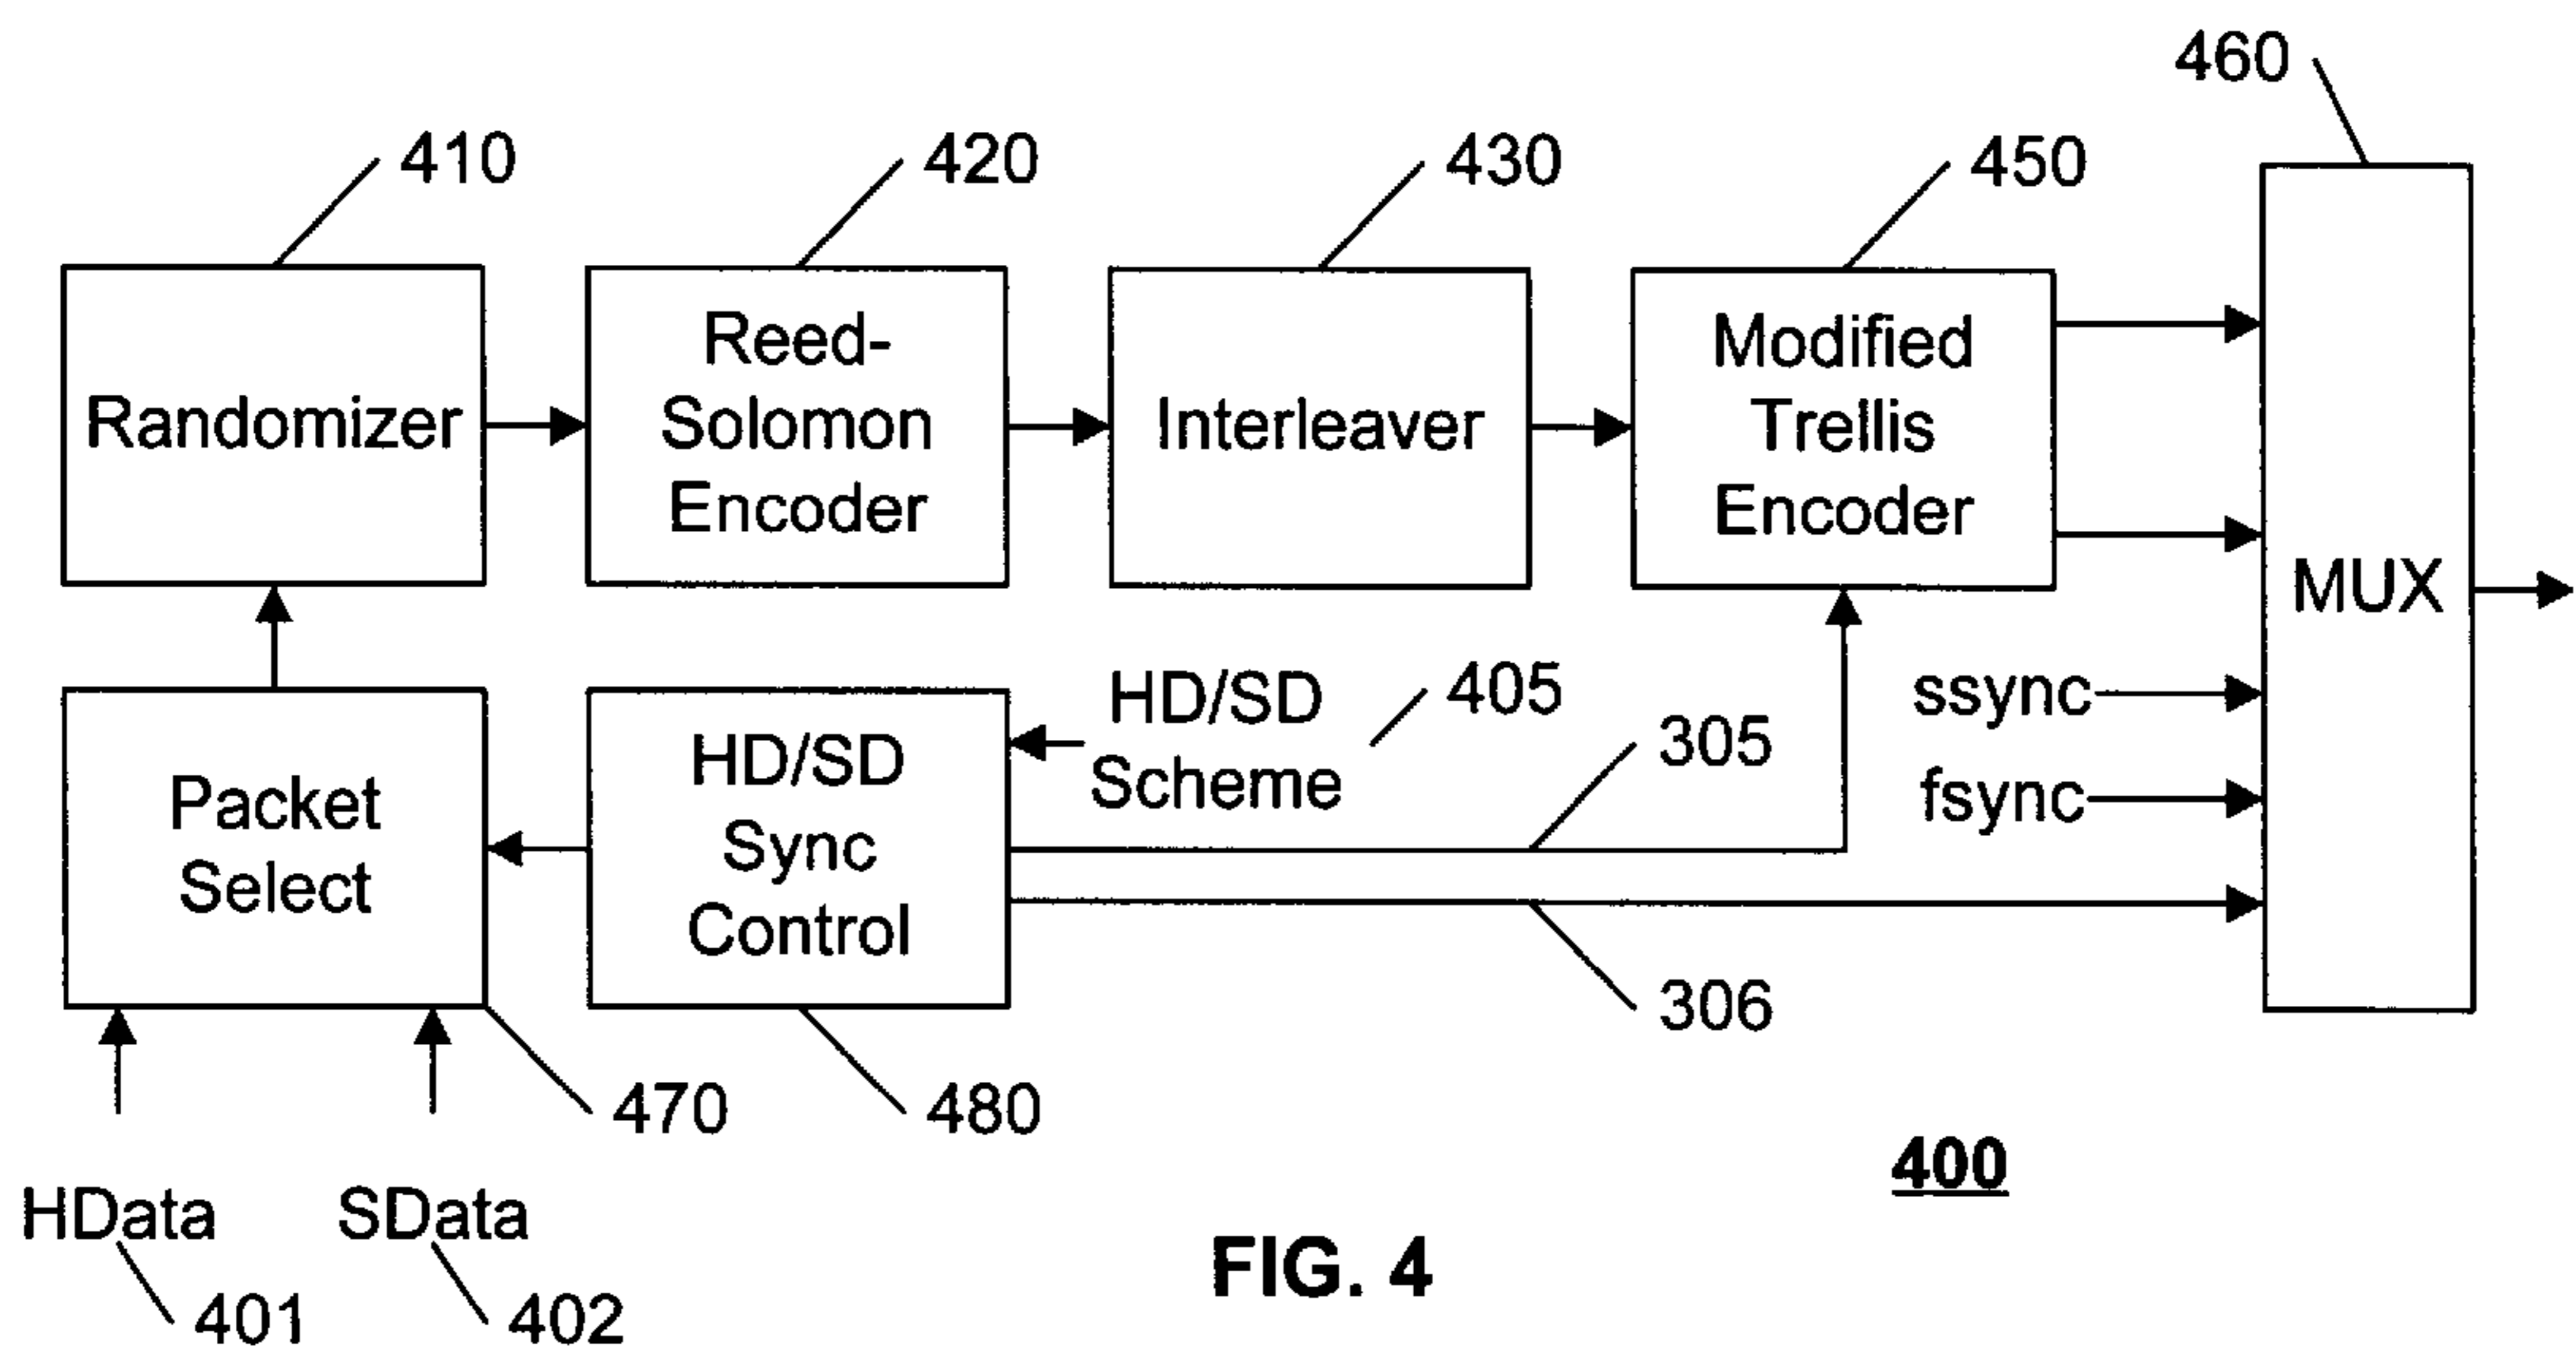 460
410
420
430
450
Randomizer
Reed-
Solomon
Encoder
Interleaver
Modified
Trellis
Encoder
MUX
Packet
Select
HD/SD
Sync
Control
HD/SD
Scheme
405
305
ssync
fsync
306
470
480
HData
401
SData
402
400
FIG. 4